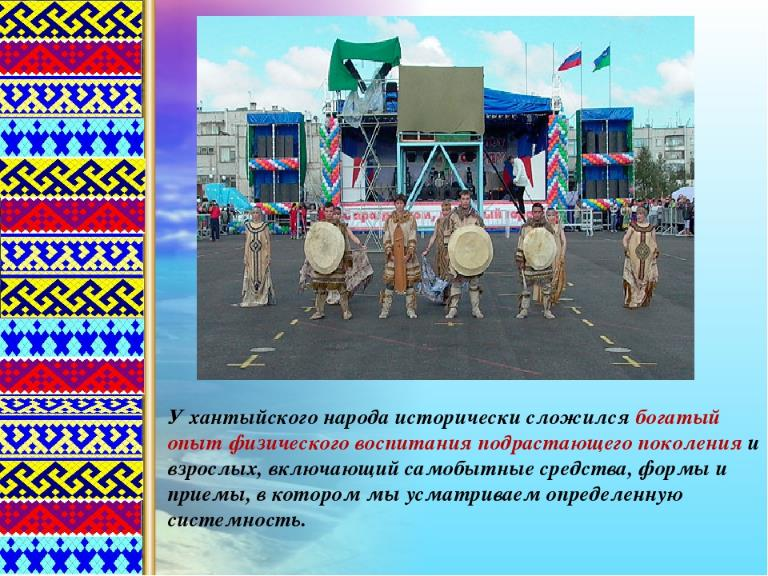 У хантыйского народа исторически сложился богатый
опыт физического воспитания подрастающего поколения и
взрослых, включающий самобытные средства, формы и
приемы, в котором мы усматриваем определенную
системность.